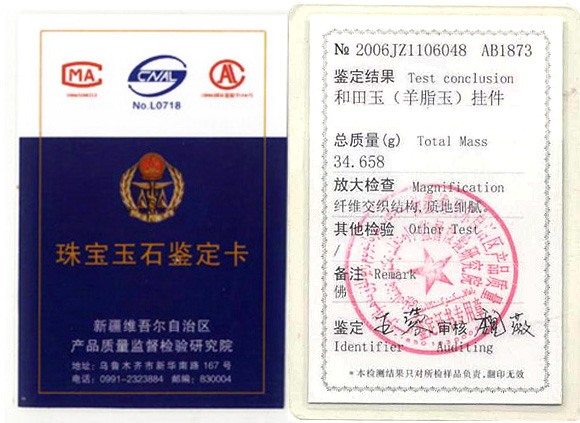 MA
CNAL
AL
No.L0718
珠宝玉石鉴定卡
新疆维吾尔自治区
产品质量监督检验研究院
地址：乌鲁木齐市新华南路 167 号
电话：0991-2323884 邮编：830004
№ 2006JZ1106048 AB1873
鉴定结果 Test conclusion
和田玉（羊脂玉）挂件
总质量(g) Total Mass
34.658
放大检查 Magnification
纤维交织结构，质地细腻。
其他检验 Other Test
/
备注 Remark
佛
鉴定 审核
Identifier Auditing
*本检测结果只对所检样品负责，翻印无效